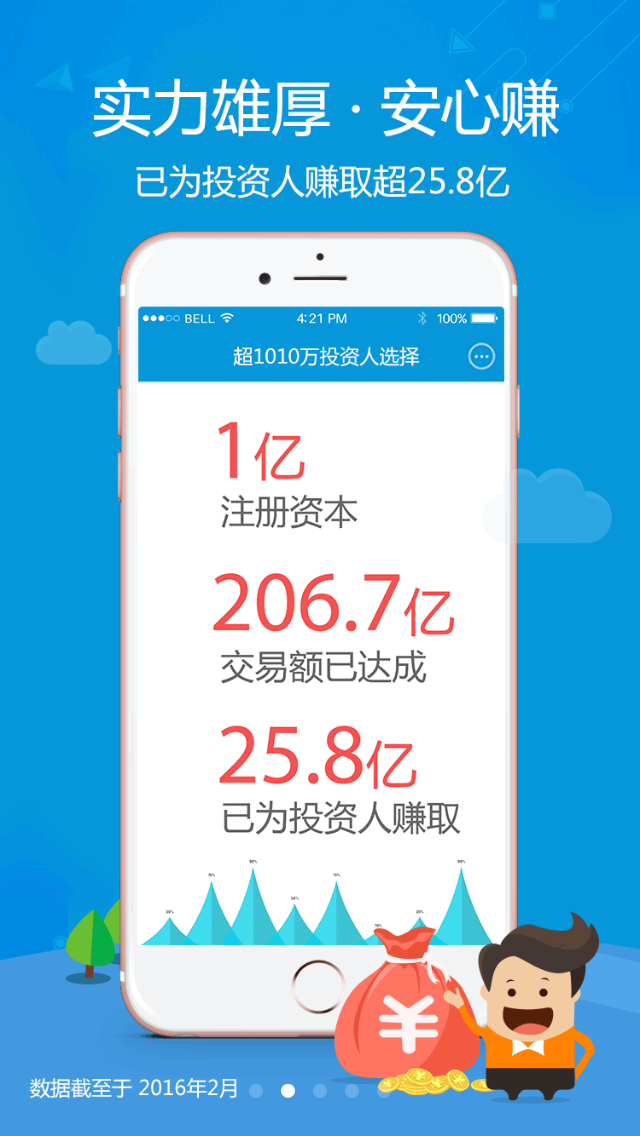 实力雄厚·安心赚
已为投资人赚取超25.8亿
BELL 4:21 PM 100%
超1010万投资人选择
1亿
注册资本
206.7亿
交易额已达成
25.8亿
已为投资人赚取
¥
数据截至于 2016年2月